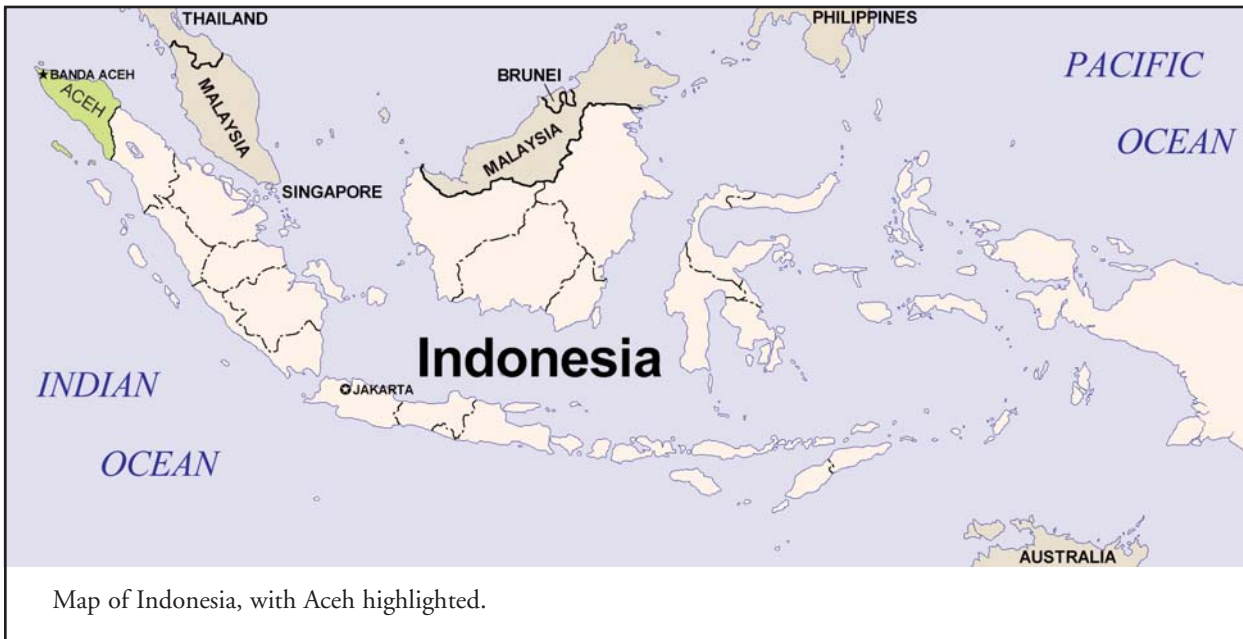 THAILAND
PHILIPPINES
PACIFIC
OCEAN
BANDA ACEH
ACEH
MALAYSIA
BRUNEI
MALAYSIA
SINGAPORE
Indonesia
JAKARTA
INDIAN
OCEAN
AUSTRALIA
Map of Indonesia, with Aceh highlighted.